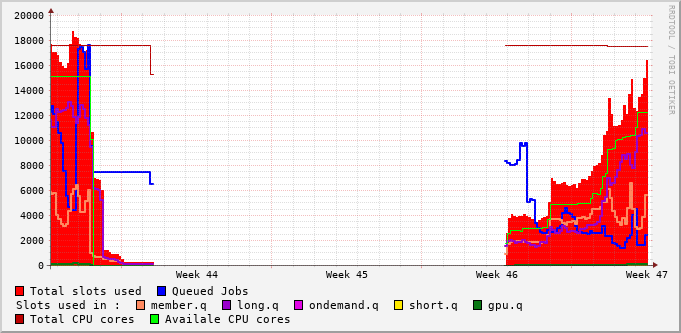 20000
18000
16000
14000
12000
10000
8000
6000
4000
2000
0
Week 44 Week 45 Week 46 Week 47
RRDTOOL / TOBI OETIKER
Total slots used Queued Jobs
Slots used in : member.q long.q ondemand.q short.q gpu.q
Total CPU cores Availale CPU cores